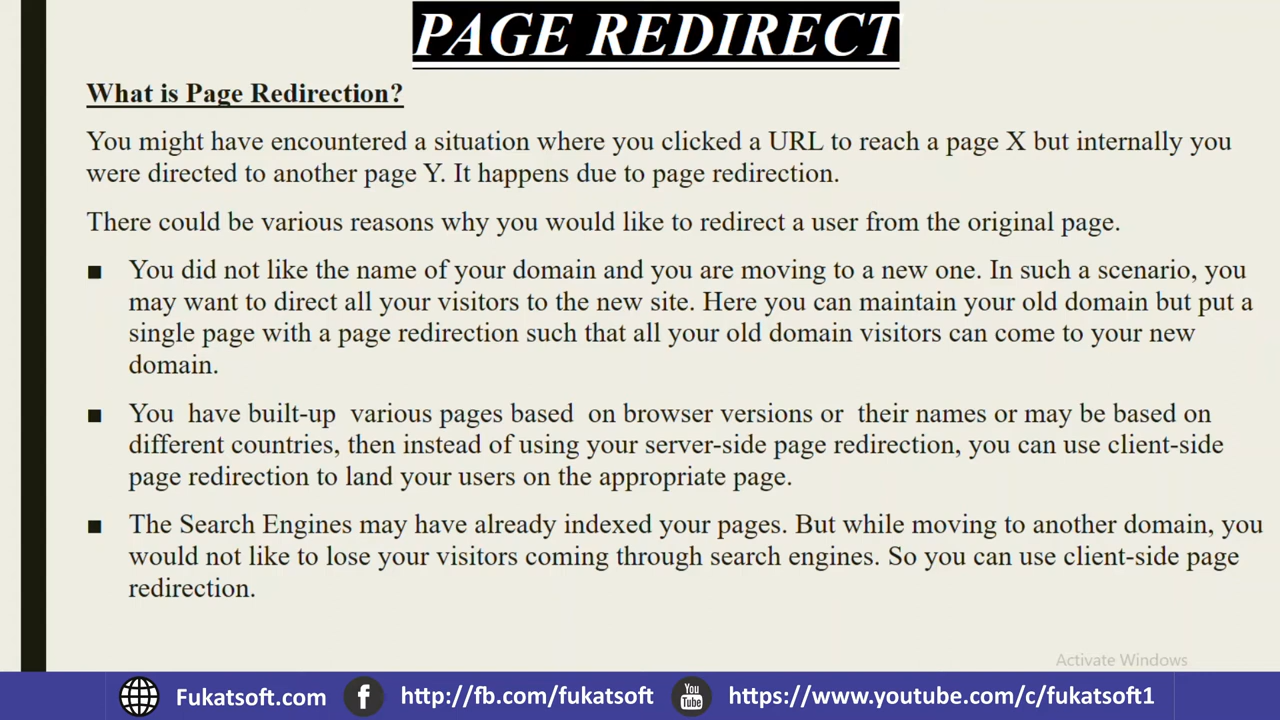 PAGE REDIRECT
What is Page Redirection?
You might have encountered a situation where you clicked a URL to reach a page X but internally you
were directed to another page Y. It happens due to page redirection.
There could be various reasons why you would like to redirect a user from the original page.
■ You did not like the name of your domain and you are moving to a new one. In such a scenario, you
may want to direct all your visitors to the new site. Here you can maintain your old domain but put a
single page with a page redirection such that all your old domain visitors can come to your new
domain.
■ You have built-up various pages based on browser versions or their names or may be based on
different countries, then instead of using your server-side page redirection, you can use client-side
page redirection to land your users on the appropriate page.
■ The Search Engines may have already indexed your pages. But while moving to another domain, you
would not like to lose your visitors coming through search engines. So you can use client-side page
redirection.
Activate Windows
Fukatsoft.com f http://fb.com/fukatsoft You Tube https://www.youtube.com/c/fukatsoft1